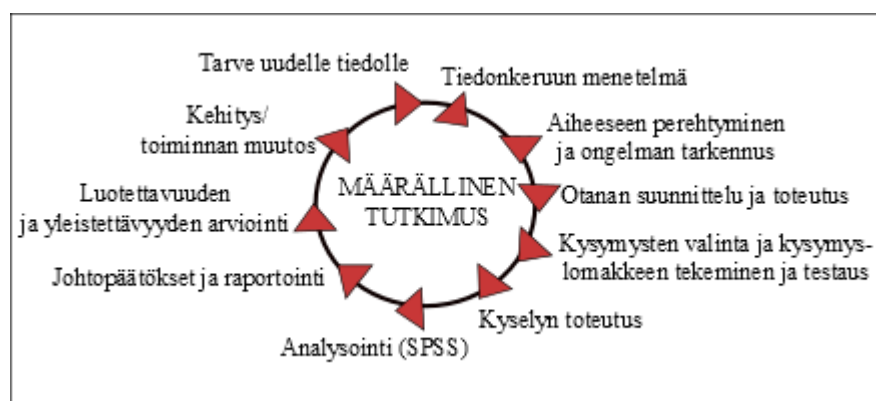 Tarve uudelle tiedolle
Tiedonkeruun menetelmä
Aiheeseen perehtyminen
ja ongelman tarkennus
Otanan suunnittelu ja toteutus
Kysymysten valinta ja kysymys-
lomakkeen tekeminen ja testaus
Kyselyn toteutus
Analysointi (SPSS)
Johtopäätökset ja raportointi
Luotettavuuden
ja yleistettävyyden arviointi
Kehitys/
toiminnan muutos
MÄÄRÄLLINEN
TUTKIMUS